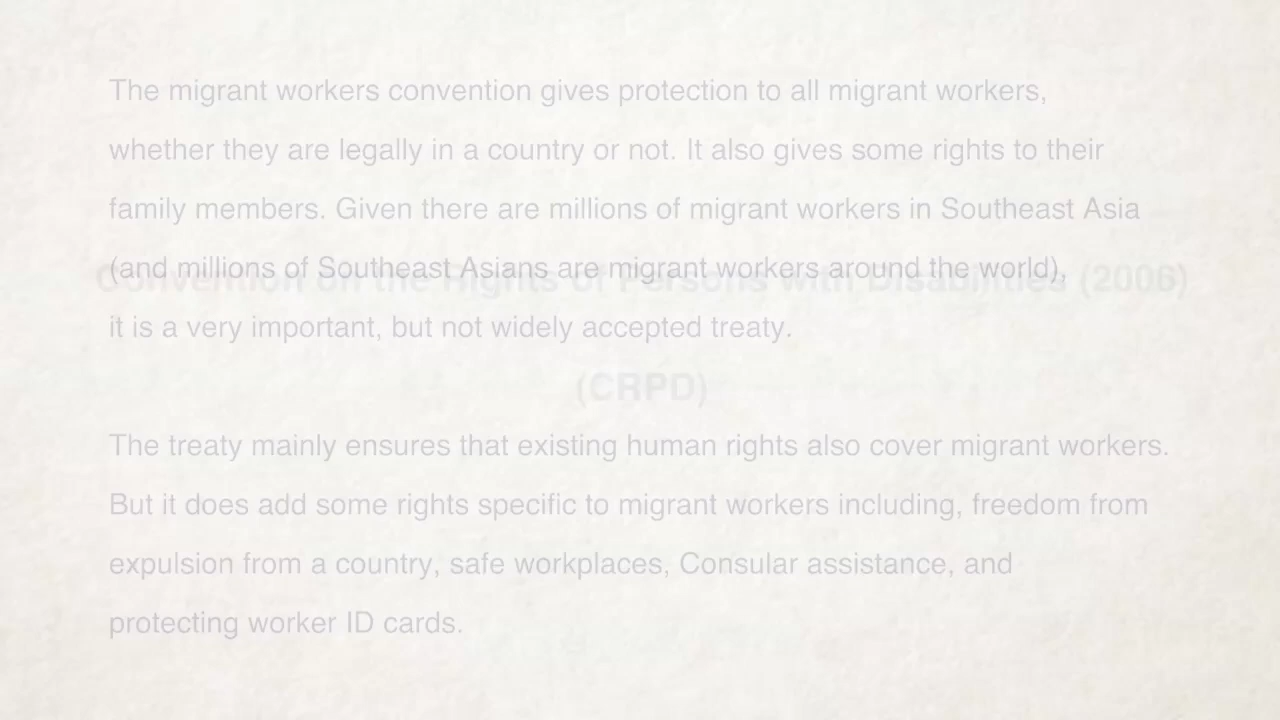 The migrant workers convention gives protection to all migrant workers,
whether they are legally in a country or not. It also gives some rights to their
family members. Given there are millions of migrant workers in Southeast Asia
(and millions of Southeast Asians are migrant workers around the world),
Convention on the Rights of Persons with Disabilities (2006)
it is a very important, but not widely accepted treaty.
(CRPD)
The treaty mainly ensures that existing human rights also cover migrant workers.
But it does add some rights specific to migrant workers including, freedom from
expulsion from a country, safe workplaces, Consular assistance, and
protecting worker ID cards.